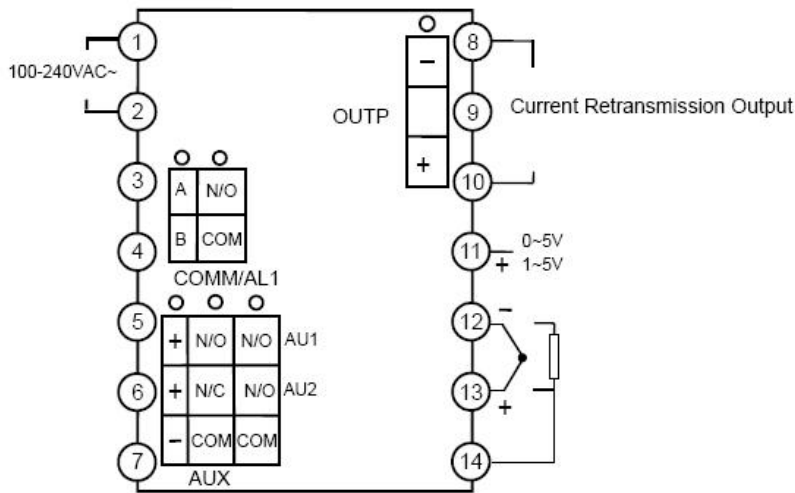 1
8
100-240VAC~
−
2
OUTP
9
Current Retransmission Output
+
3
A N/O
10
4
B COM
11
0~5V
+ 1~5V
COMM/AL1
5
+ N/O N/O AU1
12
−
6
+ N/C N/O AU2
13
+
7
− COM COM
14
AUX